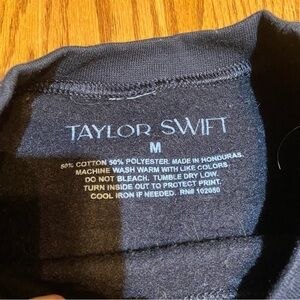 TAYLOR SWIFT
M
50% COTTON 50% POLYESTER. MADE IN HONDURAS.
MACHINE WASH WARM WITH LIKE COLORS.
DO NOT BLEACH. TUMBLE DRY LOW.
TURN INSIDE OUT TO PROTECT PRINT.
COOL IRON IF NEEDED. RN# 102050